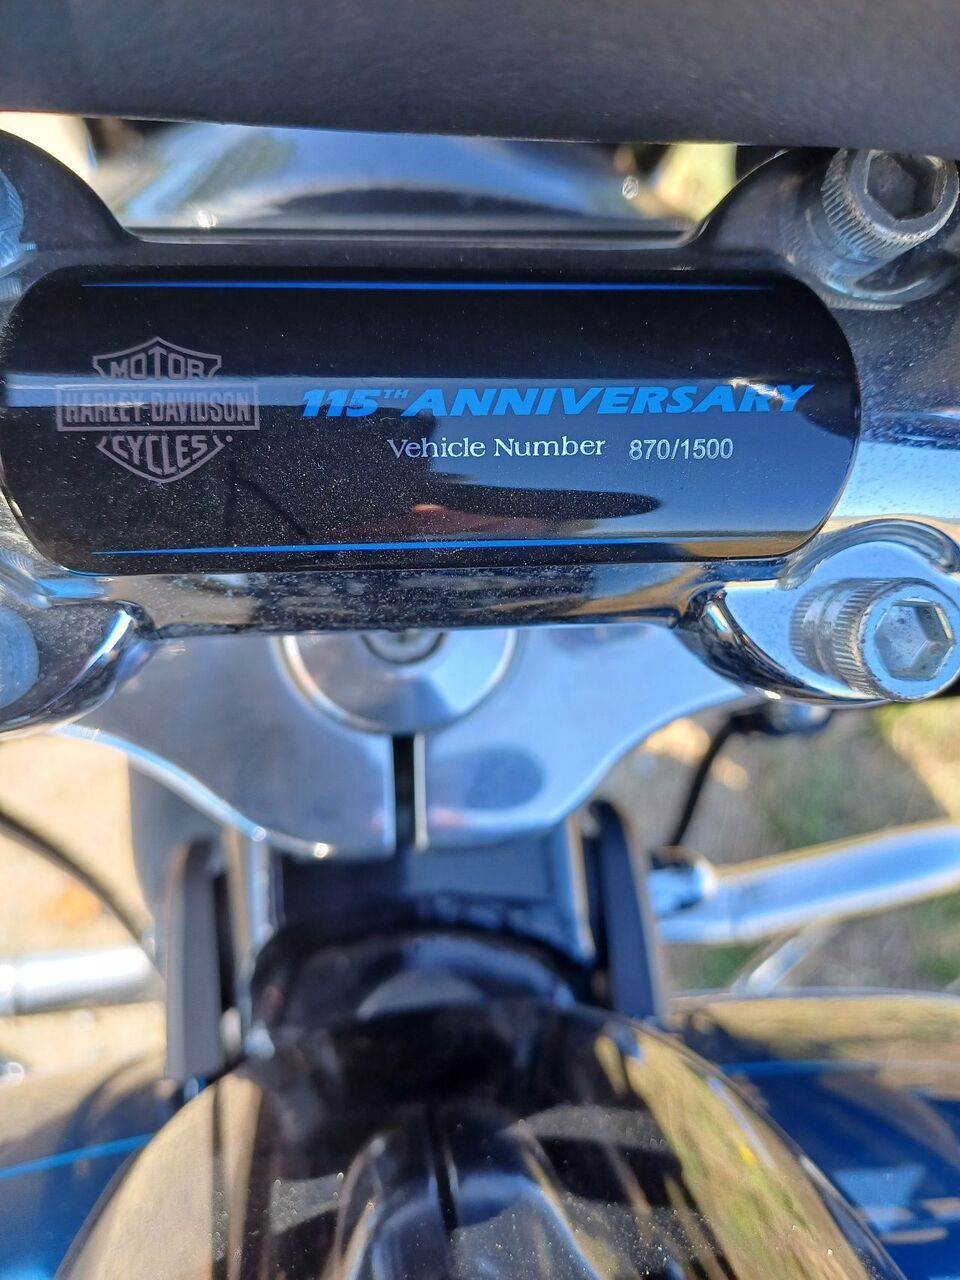 MOTOR
HARLEY-DAVIDSON
CYCLES
115TH ANNIVERSARY
Vehicle Number 870/1500